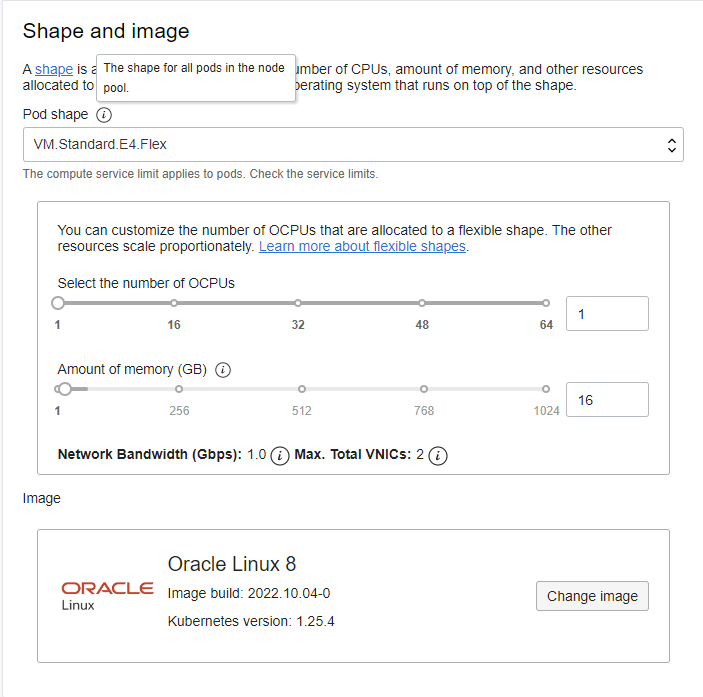 Shape and image
A shape is a
The shape for all pods in the node
pool.
umber of CPUs, amount of memory, and other resources
allocated to
perating system that runs on top of the shape.
Pod shape
VM.Standard.E4.Flex
The compute service limit applies to pods. Check the service limits.
You can customize the number of OCPUs that are allocated to a flexible shape. The other
resources scale proportionately. Learn more about flexible shapes.
Select the number of OCPUs
1 16 32 48 64
1
Amount of memory (GB)
1 256 512 768 1024
16
Network Bandwidth (Gbps): 1.0 Max. Total VNICs: 2
Image
ORACLE
Linux
Oracle Linux 8
Image build: 2022.10.04-0
Kubernetes version: 1.25.4
Change image